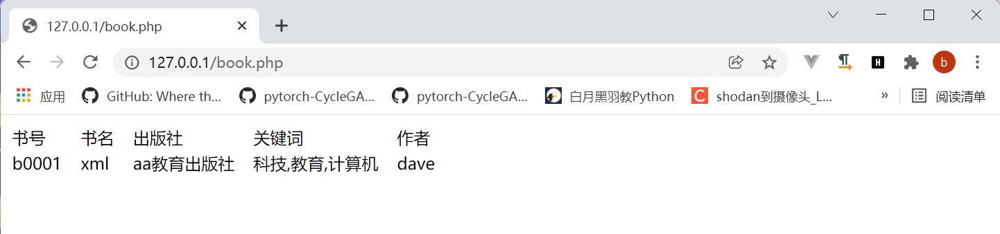 127.0.0.1/book.php
127.0.0.1/book.php
b
应用 GitHub: Where th... pytorch-CycleGA... pytorch-CycleGA... 白月黑羽教Python shodan到摄像头_L... » 阅读清单
书号 书名 出版社 关键词 作者
b0001 xml aa教育出版社 科技,教育,计算机 dave